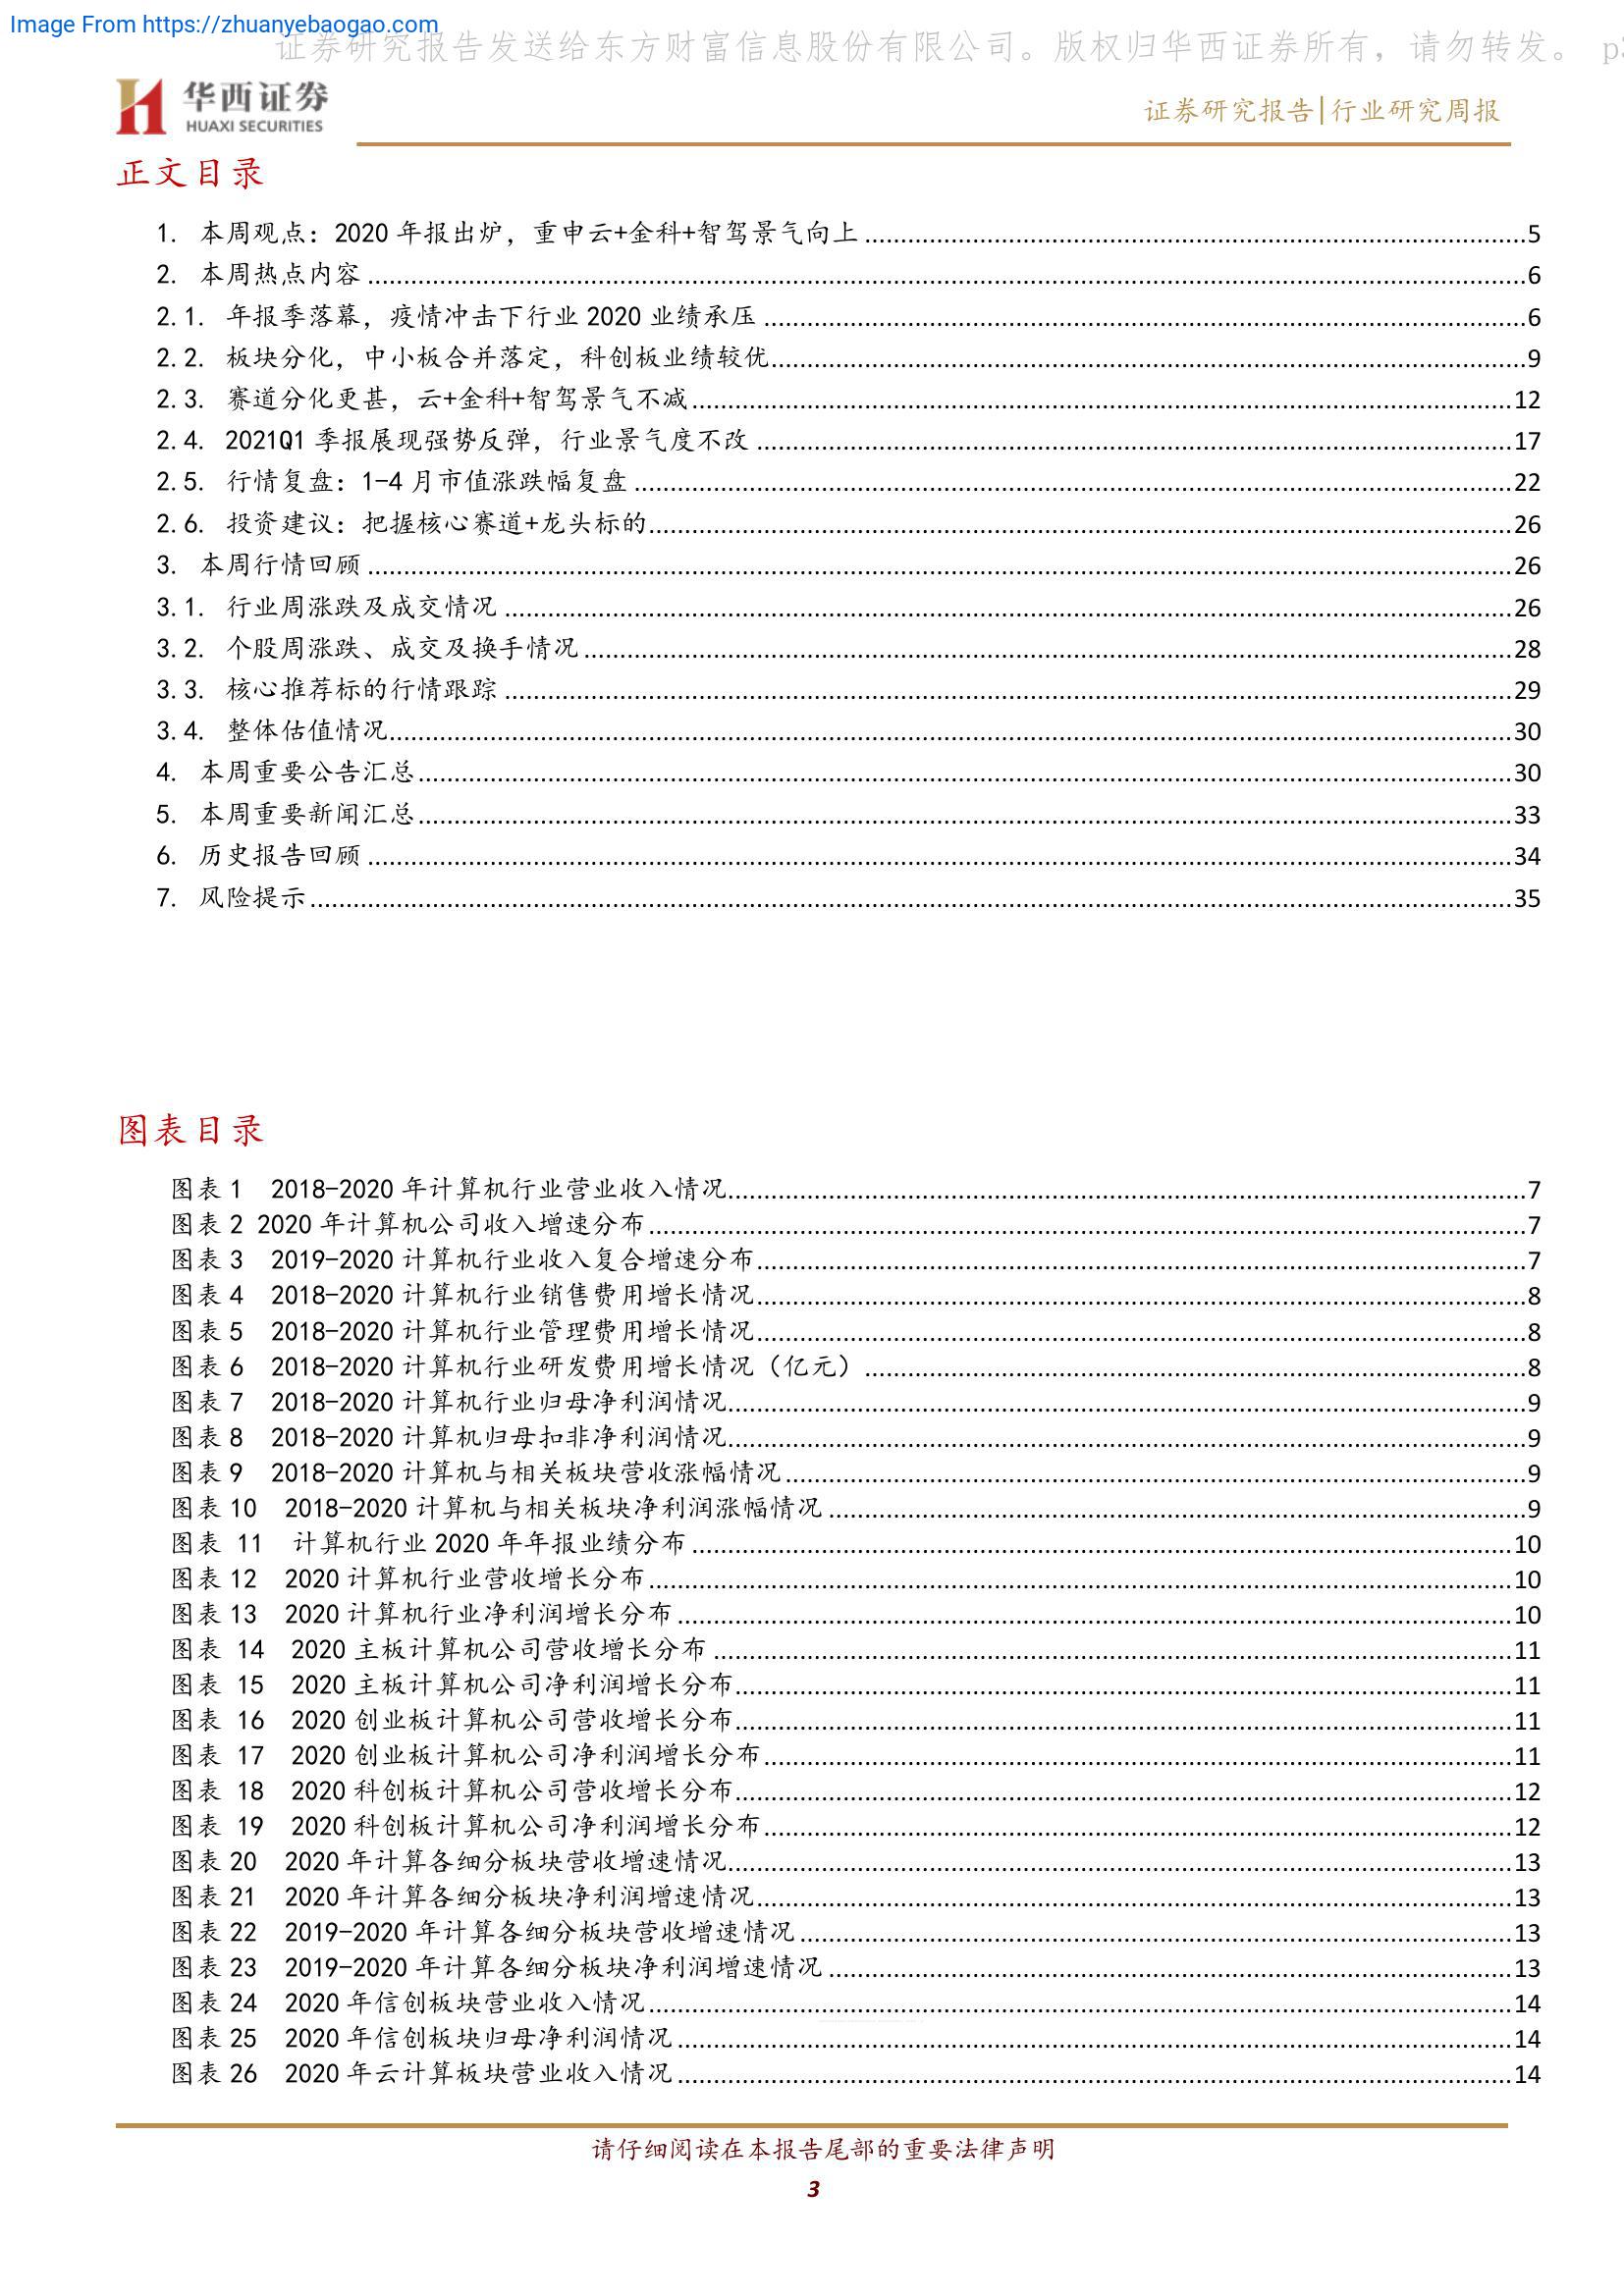 Image From https://zhuanyebaogao.com
证券研究报告发送给东方财富信息股份有限公司。版权归华西证券所有，请勿转发。 p
华西证券
HUAXI SECURITIES
证券研究报告|行业研究周报
正文目录
1. 本周观点：2020 年报出炉，重申云+金科+智驾景气向上 5
2. 本周热点内容 6
2.1. 年报季落幕，疫情冲击下行业 2020 业绩承压 6
2.2. 板块分化，中小板合并落定，科创板业绩较优 9
2.3. 赛道分化更甚，云+金科+智驾景气不减 12
2.4. 2021Q1 季报展现强势反弹，行业景气度不改 17
2.5. 行情复盘：1-4 月市值涨跌幅复盘 22
2.6. 投资建议：把握核心赛道+龙头标的 26
3. 本周行情回顾 26
3.1. 行业周涨跌及成交情况 26
3.2. 个股周涨跌、成交及换手情况 28
3.3. 核心推荐标的行情跟踪 29
3.4. 整体估值情况 30
4. 本周重要公告汇总 30
5. 本周重要新闻汇总 33
6. 历史报告回顾 34
7. 风险提示 35
图表目录
图表 1 2018-2020 年计算机行业营业收入情况 7
图表 2 2020 年计算机公司收入增速分布 7
图表 3 2019-2020 计算机行业收入复合增速分布 7
图表 4 2018-2020 计算机行业销售费用增长情况 8
图表 5 2018-2020 计算机行业管理费用增长情况 8
图表 6 2018-2020 计算机行业研发费用增长情况（亿元） 8
图表 7 2018-2020 计算机行业归母净利润情况 9
图表 8 2018-2020 计算机归母扣非净利润情况 9
图表 9 2018-2020 计算机与相关板块营收涨幅情况 9
图表 10 2018-2020 计算机与相关板块净利润涨幅情况 9
图表 11 计算机行业 2020 年年报业绩分布 10
图表 12 2020 计算机行业营收增长分布 10
图表 13 2020 计算机行业净利润增长分布 10
图表 14 2020 主板计算机公司营收增长分布 11
图表 15 2020 主板计算机公司净利润增长分布 11
图表 16 2020 创业板计算机公司营收增长分布 11
图表 17 2020 创业板计算机公司净利润增长分布 11
图表 18 2020 科创板计算机公司营收增长分布 12
图表 19 2020 科创板计算机公司净利润增长分布 12
图表 20 2020 年计算各细分板块营收增速情况 13
图表 21 2020 年计算各细分板块净利润增速情况 13
图表 22 2019-2020 年计算各细分板块营收增速情况 13
图表 23 2019-2020 年计算各细分板块净利润增速情况 13
图表 24 2020 年信创板块营业收入情况 14
图表 25 2020 年信创板块归母净利润情况 14
图表 26 2020 年云计算板块营业收入情况 14
请仔细阅读在本报告尾部的重要法律声明
3